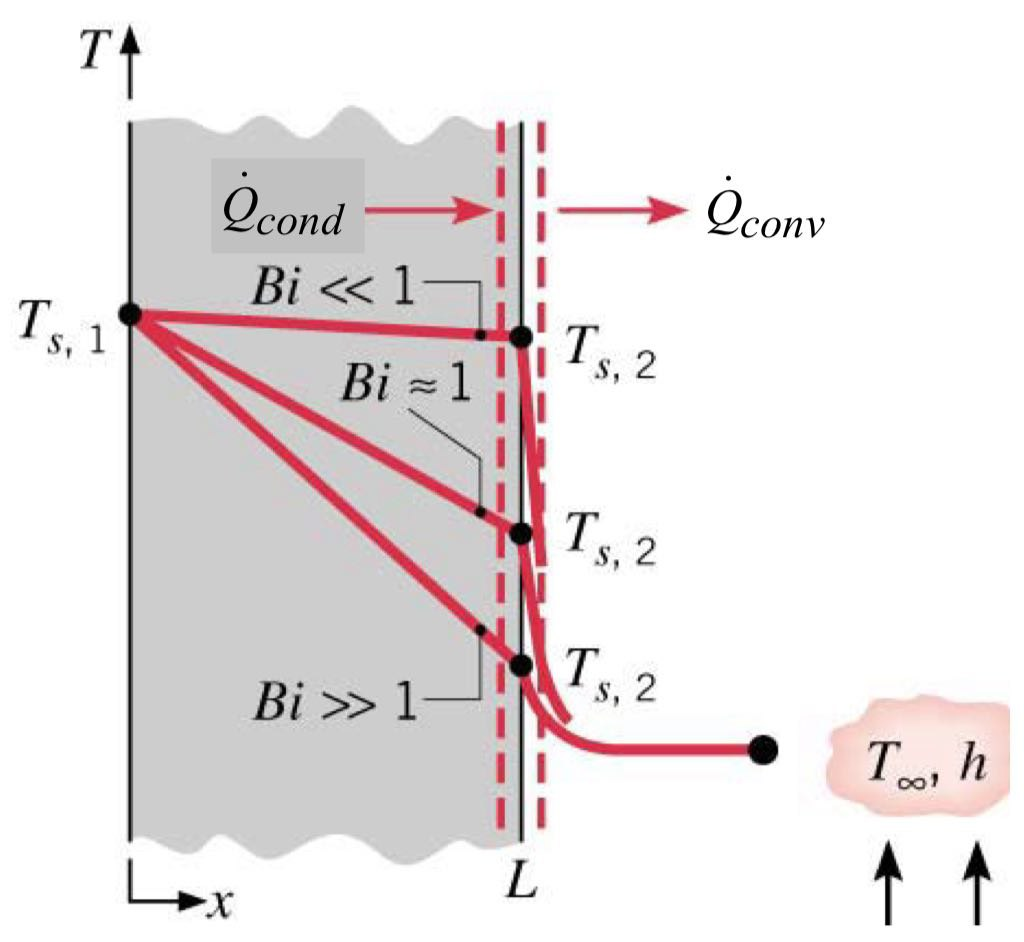 T
Q̇cond
Q̇conv
Bi << 1
Ts, 1
Ts, 2
Bi ≈ 1
Ts, 2
Ts, 2
Bi >> 1
T∞, h
L
x